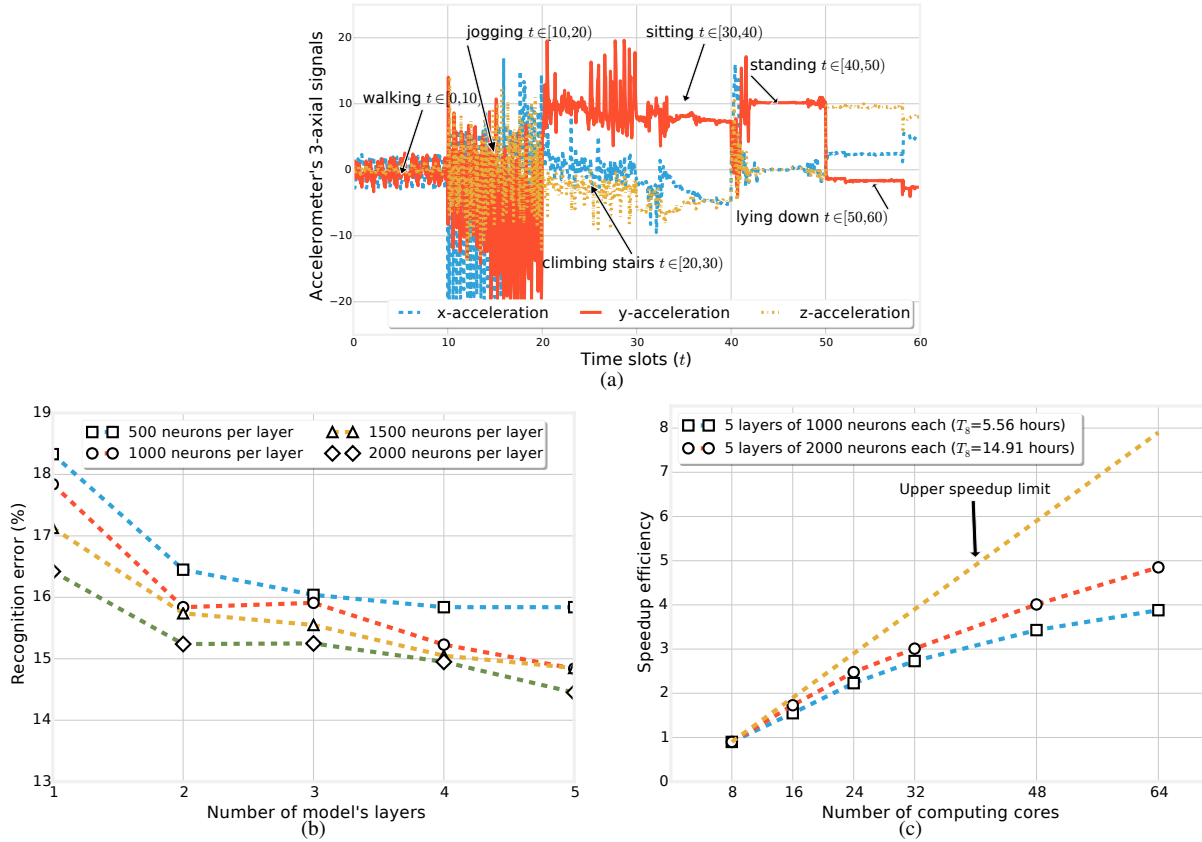 Accelerometer's 3-axial signals
20
10
0
−10
−20
walking t∈[0,10)
jogging t∈[10,20)
sitting t∈[30,40)
standing t∈[40,50)
lying down t∈[50,60)
climbing stairs t∈[20,30)
x-acceleration y-acceleration z-acceleration
0 10 20 30 40 50 60
Time slots (t)
(a)
Recognition error (%)
19
18
17
16
15
14
13
500 neurons per layer 1500 neurons per layer
1000 neurons per layer 2000 neurons per layer
1 2 3 4 5
Number of model's layers
(b)
Speedup efficiency
8
7
6
5
4
3
2
1
0
5 layers of 1000 neurons each (T₈=5.56 hours)
5 layers of 2000 neurons each (T₈=14.91 hours)
Upper speedup limit
8 16 24 32 48 64
Number of computing cores
(c)